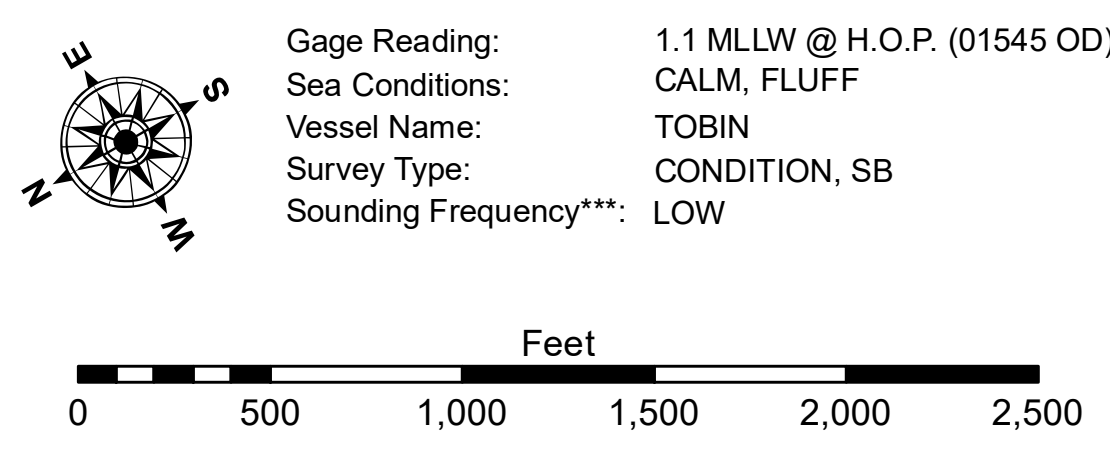 E
S
N
W
Gage Reading: 1.1 MLLW @ H.O.P. (01545 OD)
Sea Conditions: CALM, FLUFF
Vessel Name: TOBIN
Survey Type: CONDITION, SB
Sounding Frequency***: LOW
Feet
0 500 1,000 1,500 2,000 2,500